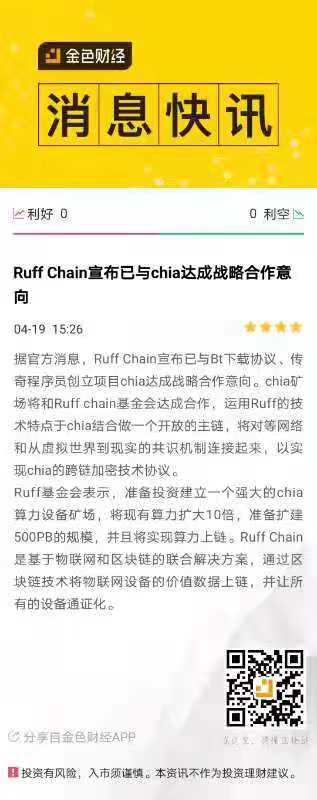 金色财经
消息快讯
利好 0
0 利空
Ruff Chain宣布已与chia达成战略合作意
向
04-19 15:26
据官方消息，Ruff Chain宣布已与Bt下载协议、传
奇程序员创立项目chia达成战略合作意向。chia矿
场将和Ruff chain基金会达成合作，运用Ruff的技
术特点于chia结合做一个开放的主链，将对等网络
和从虚拟世界到现实的共识机制连接起来，以实
现chia的跨链加密技术协议。
Ruff基金会表示，准备投资建立一个强大的chia
算力设备矿场，将现有算力扩大10倍，准备扩建
500PB的规模，并且将实现算力上链。Ruff Chain
是基于物联网和区块链的联合解决方案，通过区
块链技术将物联网设备的价值数据上链，并让所
有的设备通证化。
分享自金色财经APP
投资有风险，入市须谨慎。本资讯不作为投资理财建议。